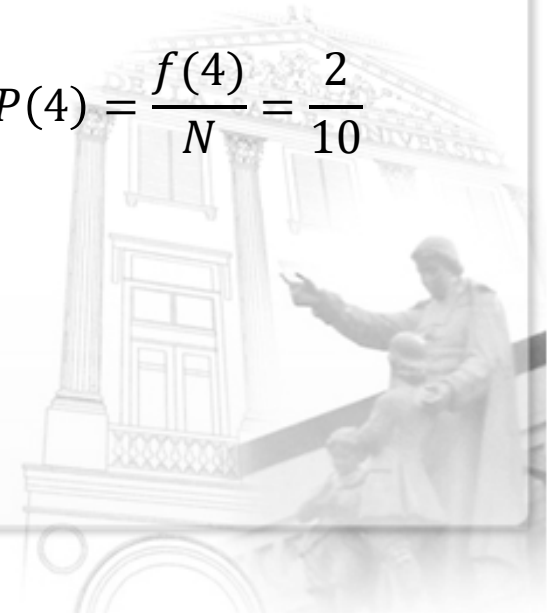 P(4) = f(4)/N = 2/10